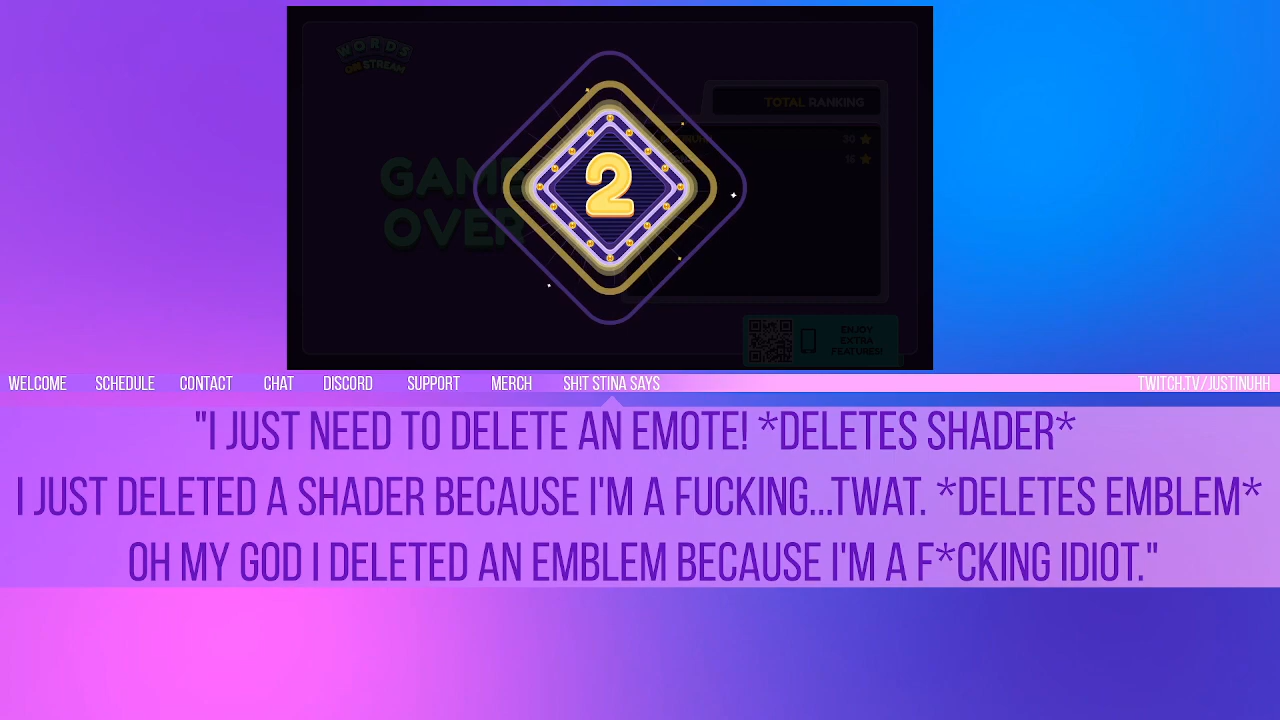 WORDS
ON STREAM
TOTAL RANKING
20
GAME
2
OVER
ENJOY
EXTRA
FEATURES!
WELCOME SCHEDULE CONTACT CHAT DISCORD SUPPORT MERCH SH!T STINA SAYS TWITCH.TV/JUSTINUHH
"I JUST NEED TO DELETE AN EMOTE! *DELETES SHADER*
I JUST DELETED A SHADER BECAUSE I'M A FUCKING...TWAT. *DELETES EMBLEM*
OH MY GOD I DELETED AN EMBLEM BECAUSE I'M A F*CKING IDIOT."